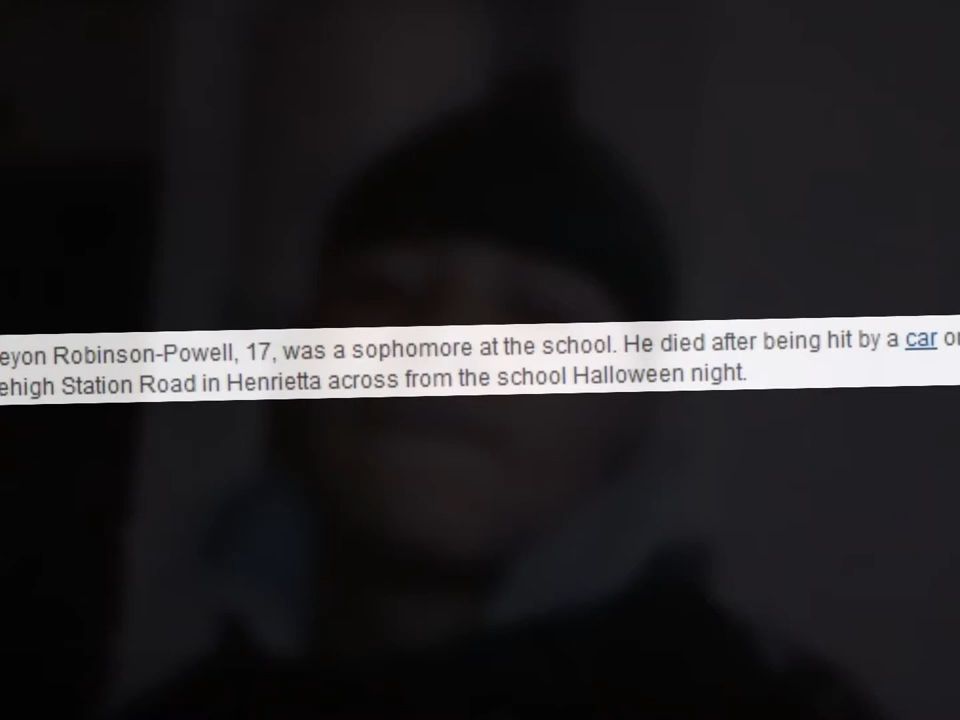 eyon Robinson-Powell, 17, was a sophomore at the school. He died after being hit by a car on
ehigh Station Road in Henrietta across from the school Halloween night.